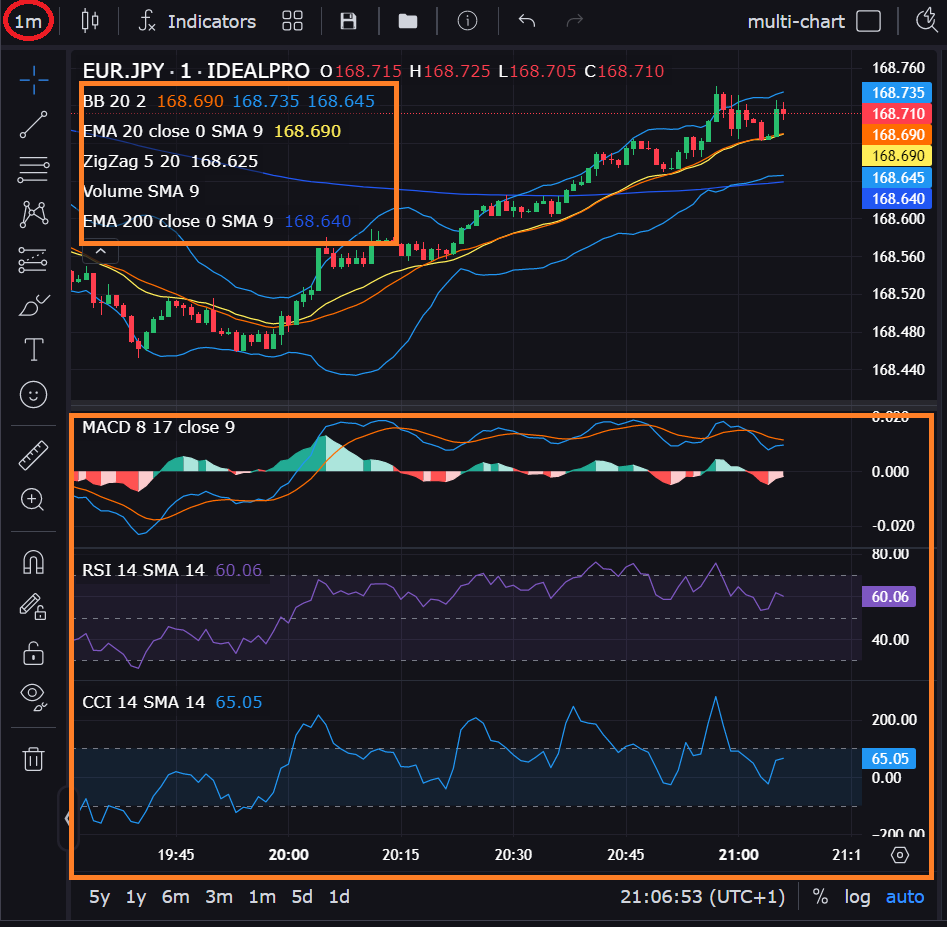 1m Indicators multi-chart
EUR.JPY · 1 · IDEALPRO O168.715 H168.725 L168.705 C168.710
BB 20 2 168.690 168.735 168.645
EMA 20 close 0 SMA 9 168.690
ZigZag 5 20 168.625
Volume SMA 9
EMA 200 close 0 SMA 9 168.640
168.760
168.735
168.710
168.690
168.690
168.645
168.640
168.600
168.560
168.520
168.480
168.440
MACD 8 17 close 9
0.020
0.000
-0.020
RSI 14 SMA 14 60.06
80.00
60.06
40.00
CCI 14 SMA 14 65.05
200.00
65.05
0.00
-200.00
19:45 20:00 20:15 20:30 20:45 21:00 21:1
5y 1y 6m 3m 1m 5d 1d 21:06:53 (UTC+1) % log auto